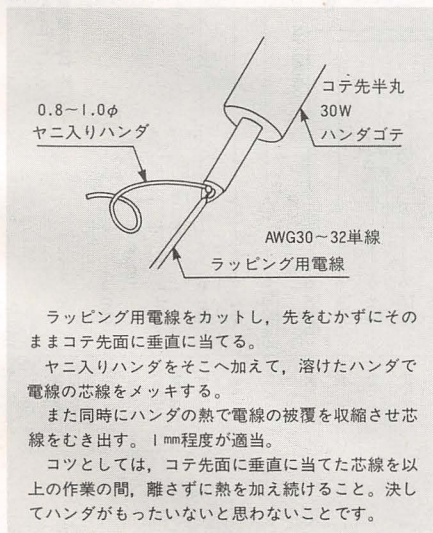 コテ先半丸
30W
ハンダゴテ
0.8~1.0φ
ヤニ入りハンダ
AWG30~32単線
ラッピング用電線
ラッピング用電線をカットし,先をむかずにその
ままコテ先面に垂直に当てる。
ヤニ入りハンダをそこへ加えて,溶けたハンダで
電線の芯線をメッキする。
また同時にハンダの熱で電線の被覆を収縮させ芯
線をむき出す。1mm程度が適当。
コツとしては,コテ先面に垂直に当てた芯線を以
上の作業の間,離さずに熱を加え続けること。決し
てハンダがもったいないと思わないことです。